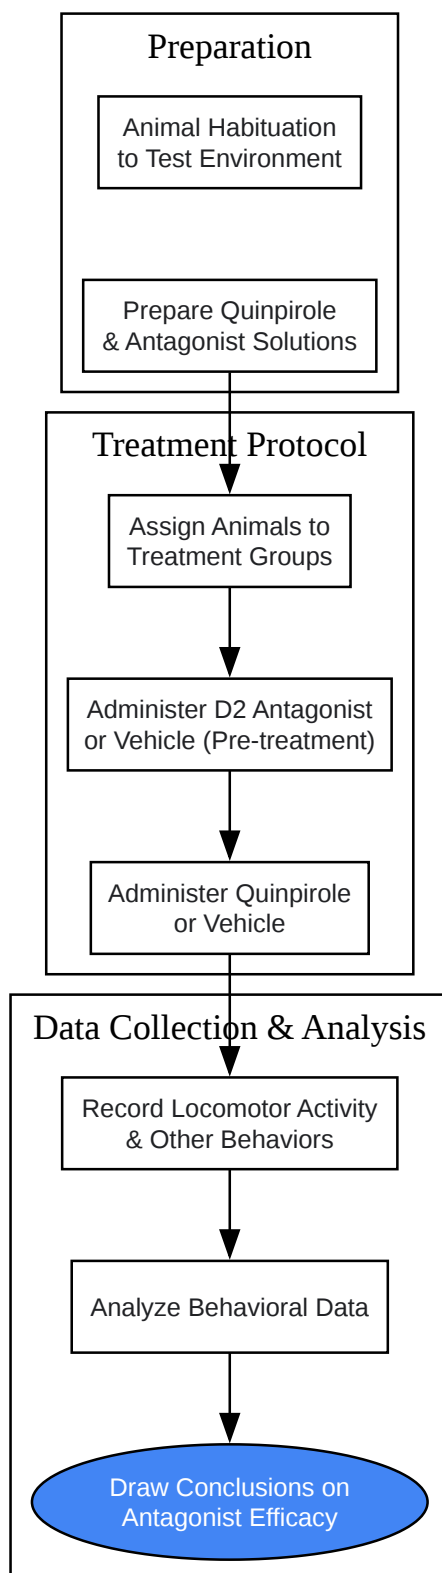 Preparation
Animal Habituation
to Test Environment
Prepare Quinpirole
& Antagonist Solutions
Treatment Protocol
Assign Animals to
Treatment Groups
Administer D2 Antagonist
or Vehicle (Pre-treatment)
Administer Quinpirole
or Vehicle
Data Collection & Analysis
Record Locomotor Activity
& Other Behaviors
Analyze Behavioral Data
Draw Conclusions on
Antagonist Efficacy